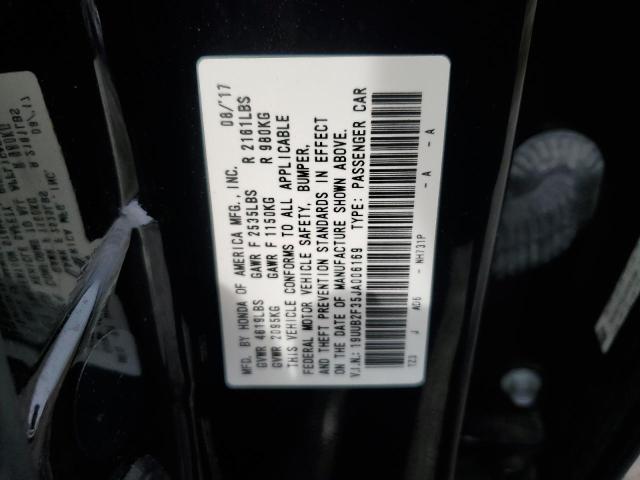 MFD. BY HONDA OF AMERICA MFG., INC. 08/'17
GVWR 4619LBS GAWR F 2535LBS R 2161LBS
GVWR 2095KG GAWR F 1150KG R 980KG
THIS VEHICLE CONFORMS TO ALL APPLICABLE
FEDERAL MOTOR VEHICLE SAFETY, BUMPER,
AND THEFT PREVENTION STANDARDS IN EFFECT
ON THE DATE OF MANUFACTURE SHOWN ABOVE.
V.I.N.: 19UUB2F35JA006169 TYPE: PASSENGER CAR
TZ3 J A06 - NH731P - A - A